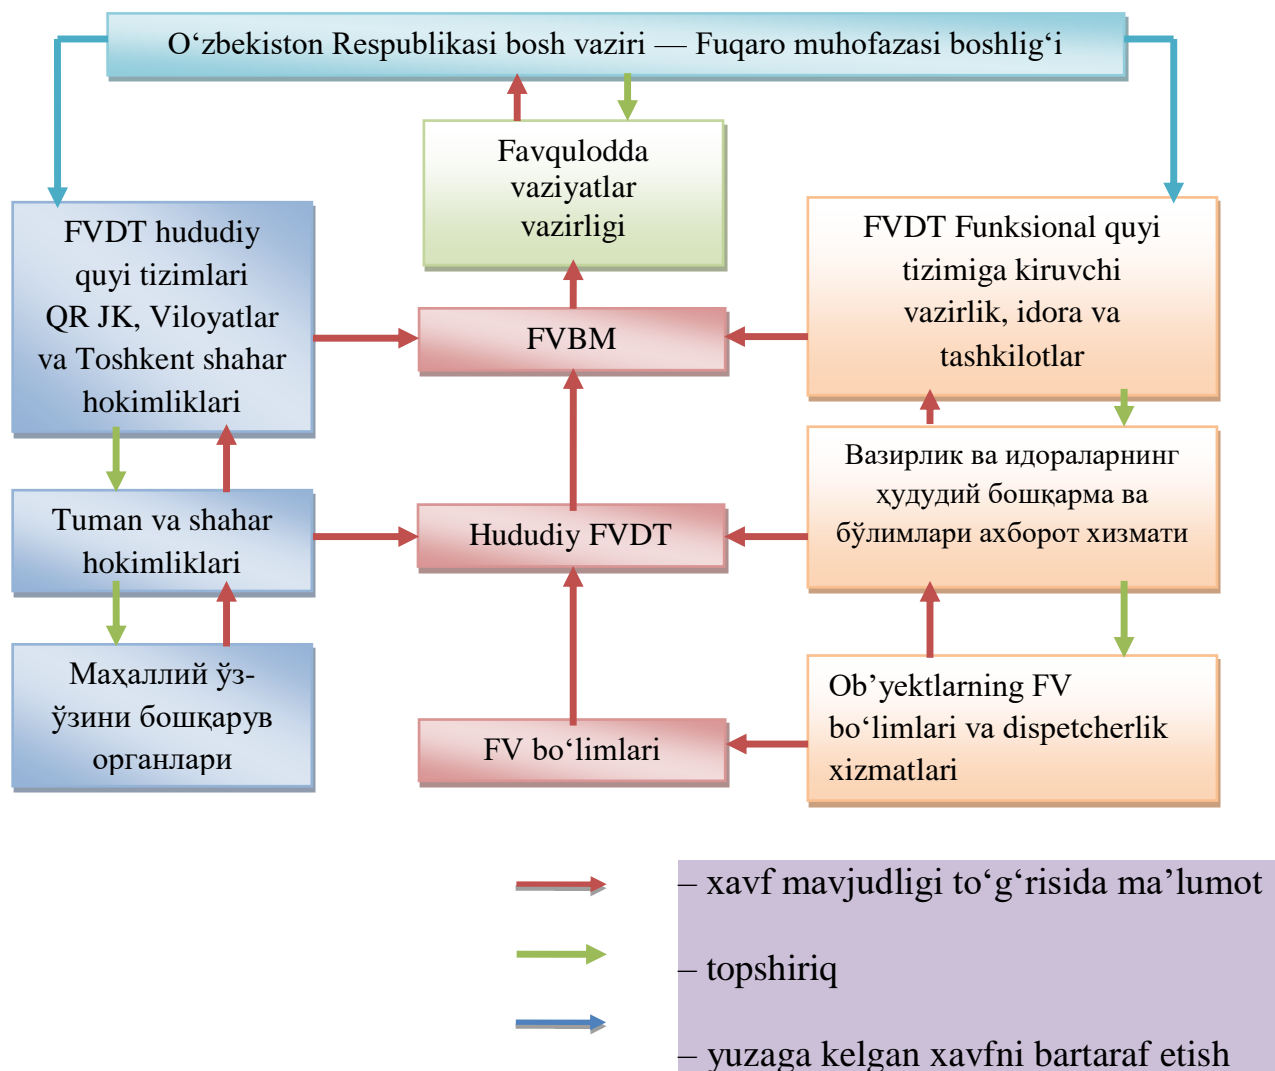 O‘zbekiston Respublikasi bosh vaziri — Fuqaro muhofazasi boshlig‘i
Favqulodda
vaziyatlar
vazirligi
FVDT hududiy
quyi tizimlari
QR JK, Viloyatlar
va Toshkent shahar
hokimliklari
FVBM
FVDT Funksional quyi
tizimiga kiruvchi
vazirlik, idora va
tashkilotlar
Tuman va shahar
hokimliklari
Hududiy FVDT
Вазирлик ва идораларнинг
ҳудудий бошқарма ва
бўлимлари ахборот хизмати
Маҳаллий ўз-
ўзини бошқарув
органлари
FV bo‘limlari
Ob’yektlarning FV
bo‘limlari va dispetcherlik
xizmatlari
– xavf mavjudligi to‘g‘risida ma’lumot
– topshiriq
– yuzaga kelgan xavfni bartaraf etish